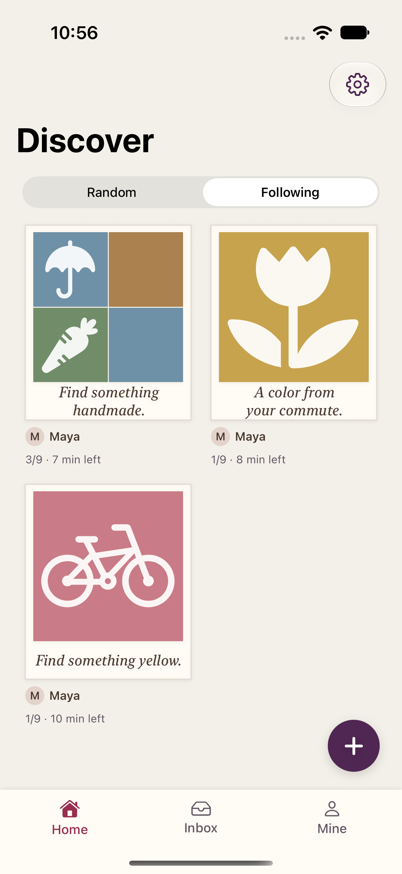 10:56
Discover
Random
Following
Find something
handmade.
M Maya
3/9 · 7 min left
A color from
your commute.
M Maya
1/9 · 8 min left
Find something yellow.
M Maya
1/9 · 10 min left
Home
Inbox
Mine